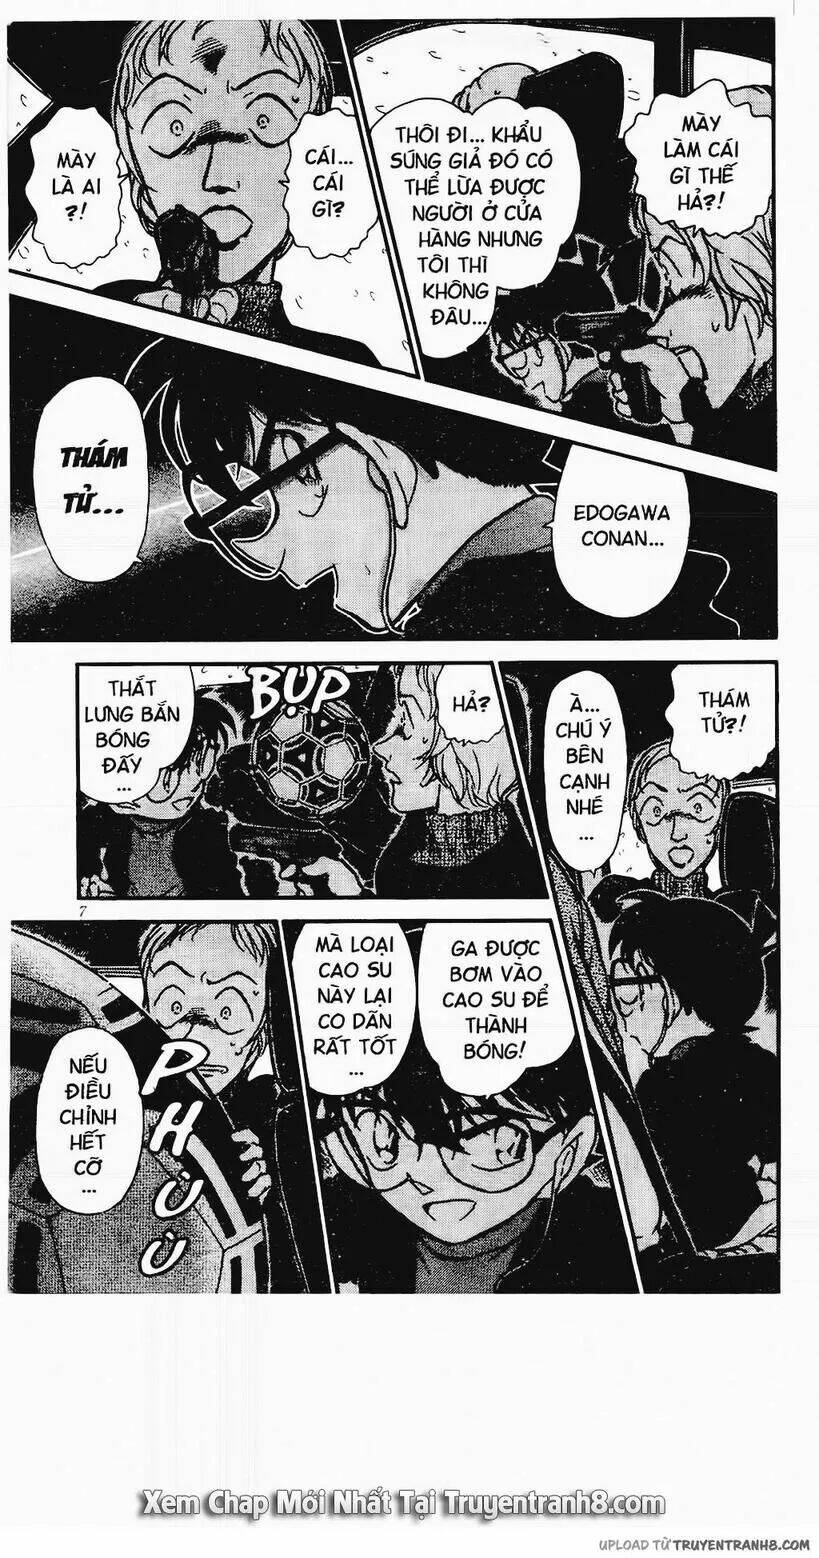 MÀY
LÀM CÁI
GÌ THẾ
HẢ?!
THÔI ĐI... KHẨU
SÚNG GIẢ ĐÓ CÓ
THỂ LỪA ĐƯỢC
NGƯỜI Ở CỬA
HÀNG NHƯNG
TÔI THÌ
KHÔNG
ĐÂU...
CÁI...
CÁI
GÌ?
MÀY
LÀ AI
?!
EDOGAWA
CONAN...
THÁM
TỬ...
THÁM
TỬ?!
À...
CHÚ Ý
BÊN
CẠNH
NHÉ
...
HẢ?
BỤP
THẮT
LƯNG BẮN
BÓNG
ĐẤY
...
7
GA ĐƯỢC
BƠM VÀO
CAO SU ĐỂ
THÀNH
BÓNG!
MÀ LOẠI
CAO SU
NÀY LẠI
CO DÃN
RẤT TỐT
...
PHÙÙÙ
NẾU
ĐIỀU
CHỈNH
HẾT
CỠ
...
Xem Chap Mới Nhất Tại Truyentranh8.com
UPLOAD TỪ TRUYENTRANH8.COM